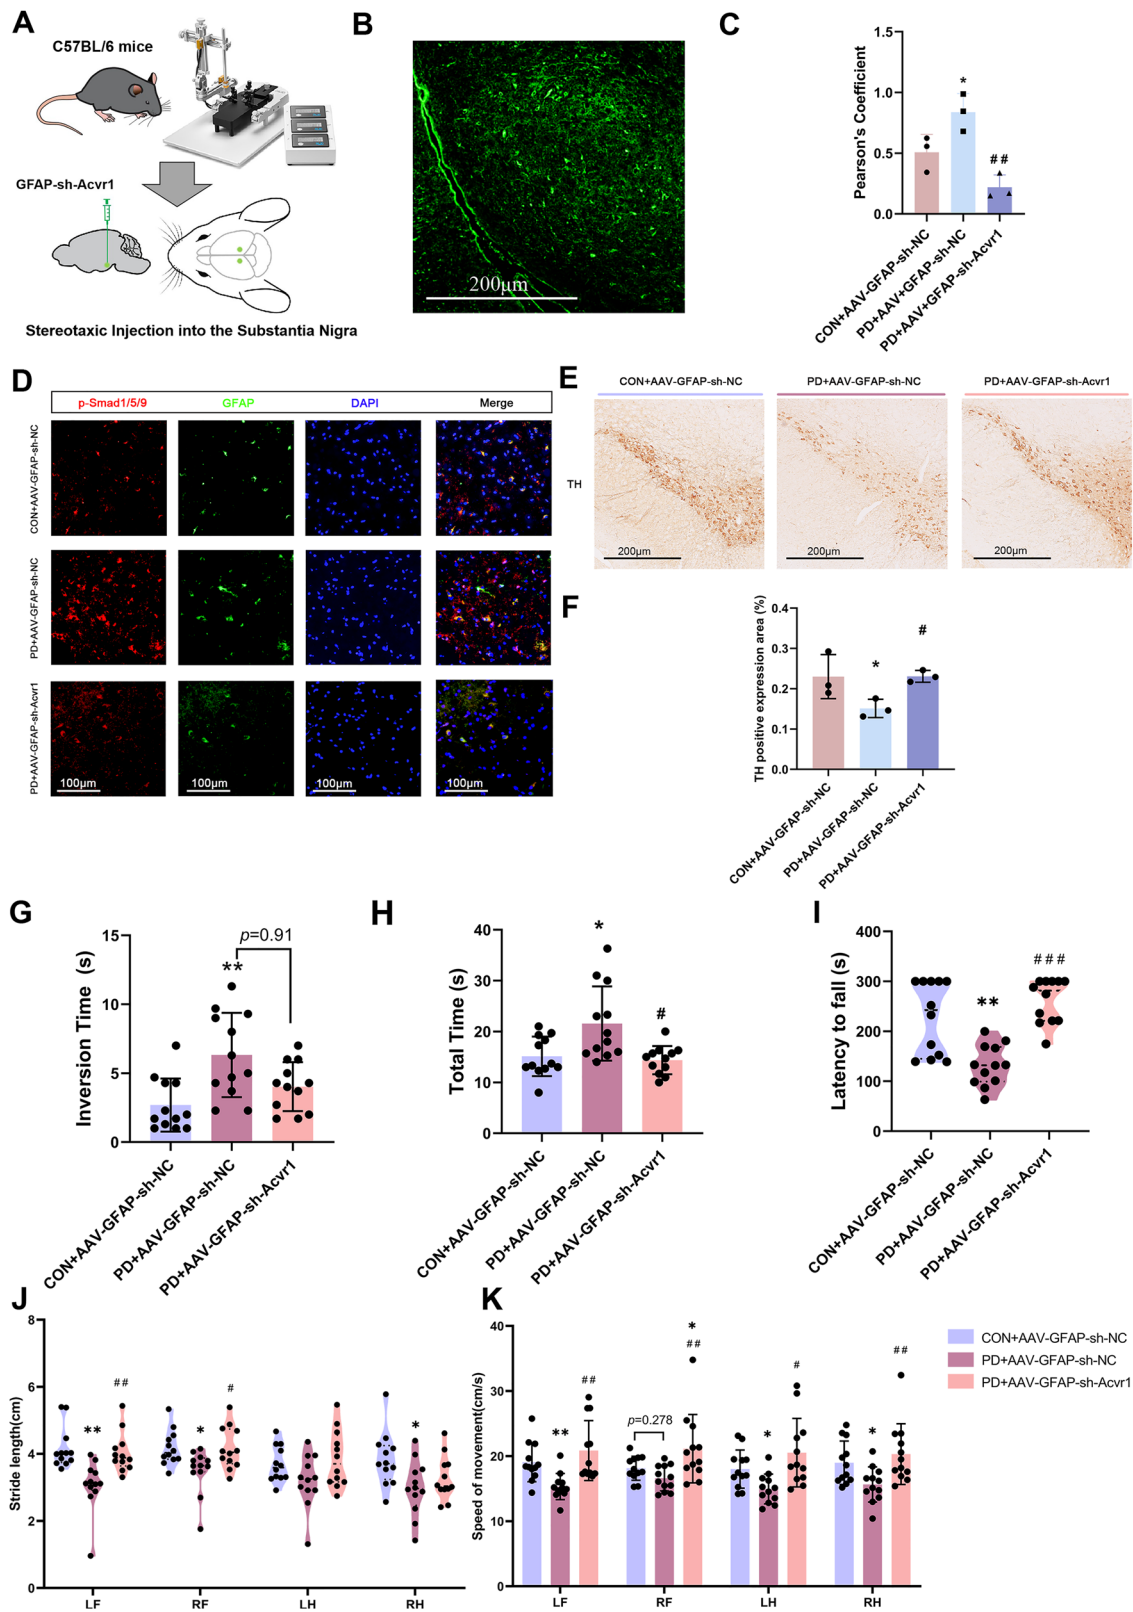 A
C57BL/6 mice
GFAP-sh-Acvr1
Stereotaxic Injection into the Substantia Nigra
B
200μm
C
Pearson's Coefficient
1.5
1.0
0.5
0.0
*
##
CON+AAV-GFAP-sh-NC
PD+AAV+GFAP-sh-NC
PD+AAV+GFAP-sh-Acvr1
D
p-Smad1/5/9
GFAP
DAPI
Merge
CON+AAV-GFAP-sh-NC
PD+AAV-GFAP-sh-NC
PD+AAV-GFAP-sh-Acvr1
100μm
100μm
100μm
100μm
E
CON+AAV-GFAP-sh-NC
PD+AAV-GFAP-sh-NC
PD+AAV-GFAP-sh-Acvr1
TH
200μm
200μm
200μm
F
TH positive expression area (%)
0.4
0.3
0.2
0.1
0.0
*
#
CON+AAV-GFAP-sh-NC
PD+AAV-GFAP-sh-NC
PD+AAV-GFAP-sh-Acvr1
G
Inversion Time (s)
15
10
5
0
**
p=0.91
CON+AAV-GFAP-sh-NC
PD+AAV-GFAP-sh-NC
PD+AAV-GFAP-sh-Acvr1
H
Total Time (s)
40
30
20
10
0
*
#
CON+AAV-GFAP-sh-NC
PD+AAV-GFAP-sh-NC
PD+AAV-GFAP-sh-Acvr1
I
Latency to fall (s)
400
300
200
100
0
**
###
CON+AAV-GFAP-sh-NC
PD+AAV-GFAP-sh-NC
PD+AAV-GFAP-sh-Acvr1
J
Stride length(cm)
8
6
4
2
0
**
##
*
#
*
LF
RF
LH
RH
K
Speed of movement(cm/s)
40
30
20
10
0
**
##
p=0.278
*
##
*
#
*
##
LF
RF
LH
RH
CON+AAV-GFAP-sh-NC
PD+AAV-GFAP-sh-NC
PD+AAV-GFAP-sh-Acvr1